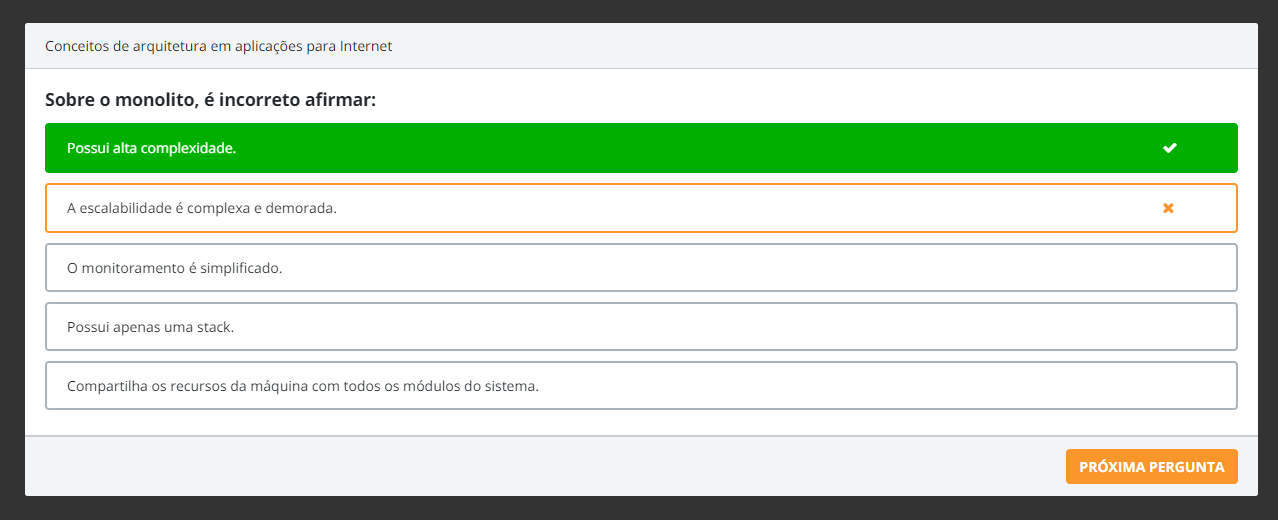 Conceitos de arquitetura em aplicações para Internet
Sobre o monolito, é incorreto afirmar:
Possui alta complexidade.
A escalabilidade é complexa e demorada.
O monitoramento é simplificado.
Possui apenas uma stack.
Compartilha os recursos da máquina com todos os módulos do sistema.
PRÓXIMA PERGUNTA